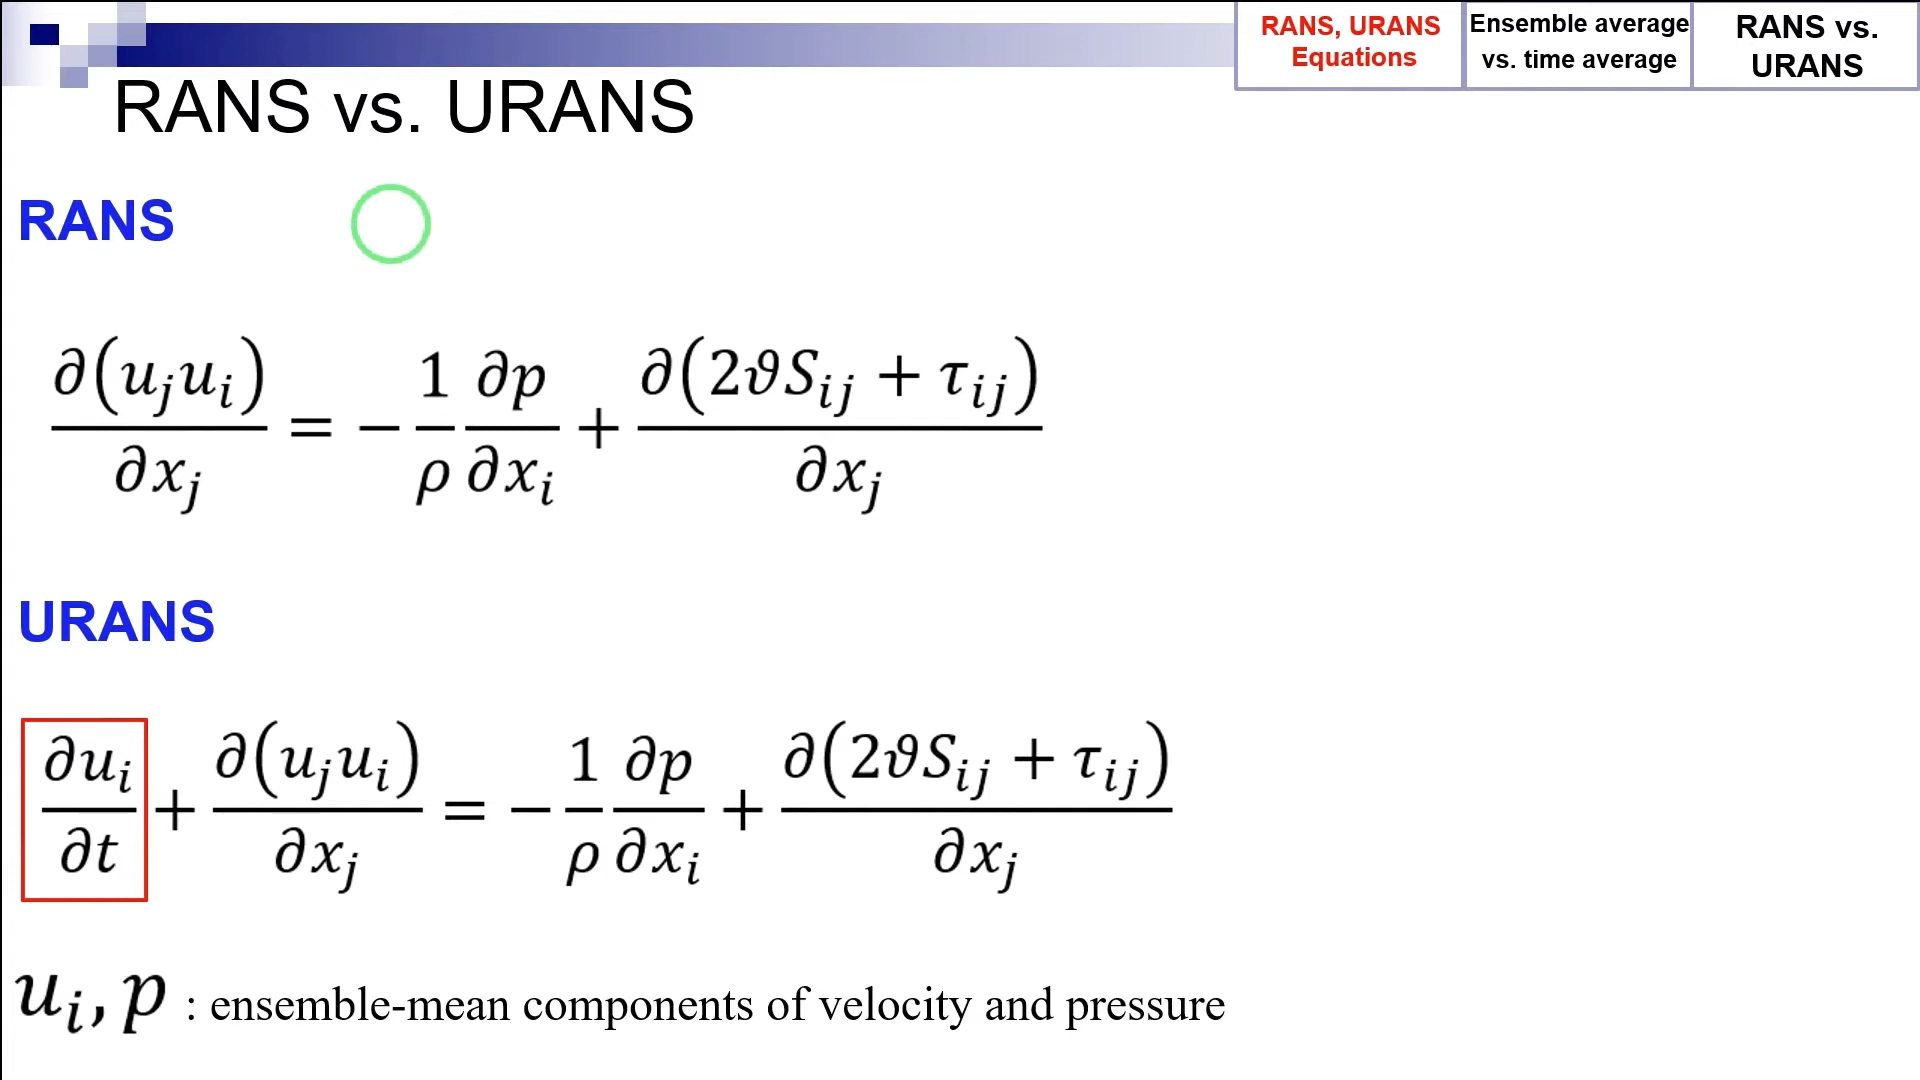 RANS, URANS
Equations
Ensemble average
vs. time average
RANS vs.
URANS
RANS vs. URANS
RANS
∂(u_j u_i)/∂x_j = − 1/ρ ∂p/∂x_i + ∂(2ϑS_ij + τ_ij)/∂x_j
URANS
∂u_i/∂t + ∂(u_j u_i)/∂x_j = − 1/ρ ∂p/∂x_i + ∂(2ϑS_ij + τ_ij)/∂x_j
u_i, p : ensemble-mean components of velocity and pressure